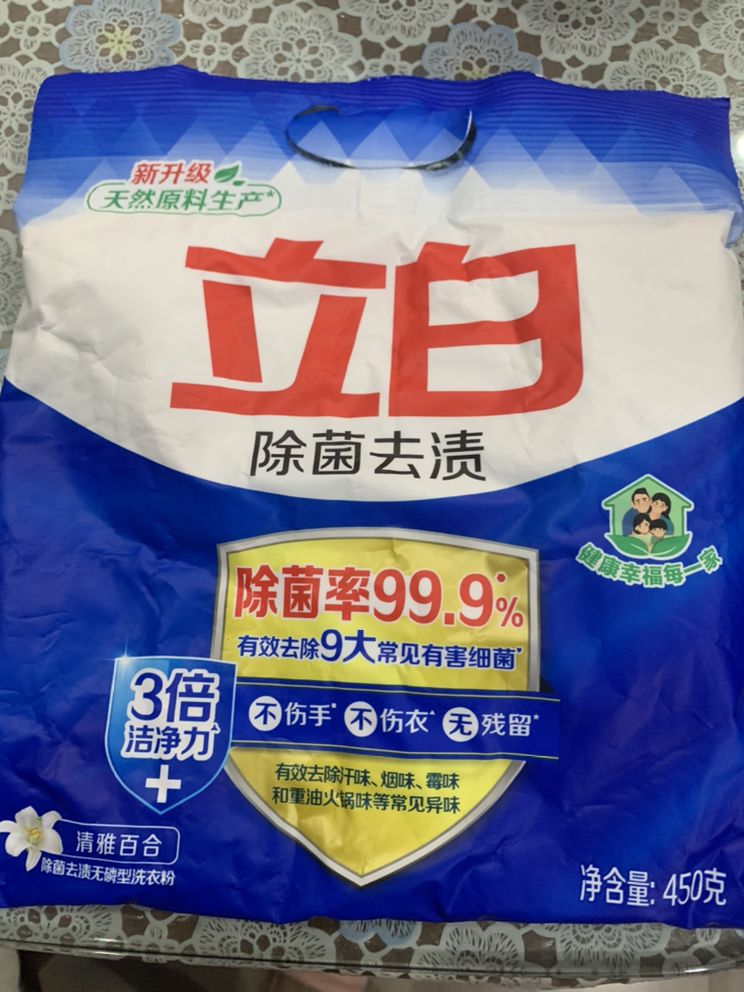 新升级
天然原料生产*
立白
除菌去渍
健康幸福每一家
除菌率99.9%*
有效去除9大常见有害细菌*
3倍
洁净力▲
+
不伤手* 不伤衣▲ 无残留*
有效去除汗味、烟味、霉味
和重油火锅味等常见异味
清雅百合
除菌去渍无磷型洗衣粉
净含量: 450克